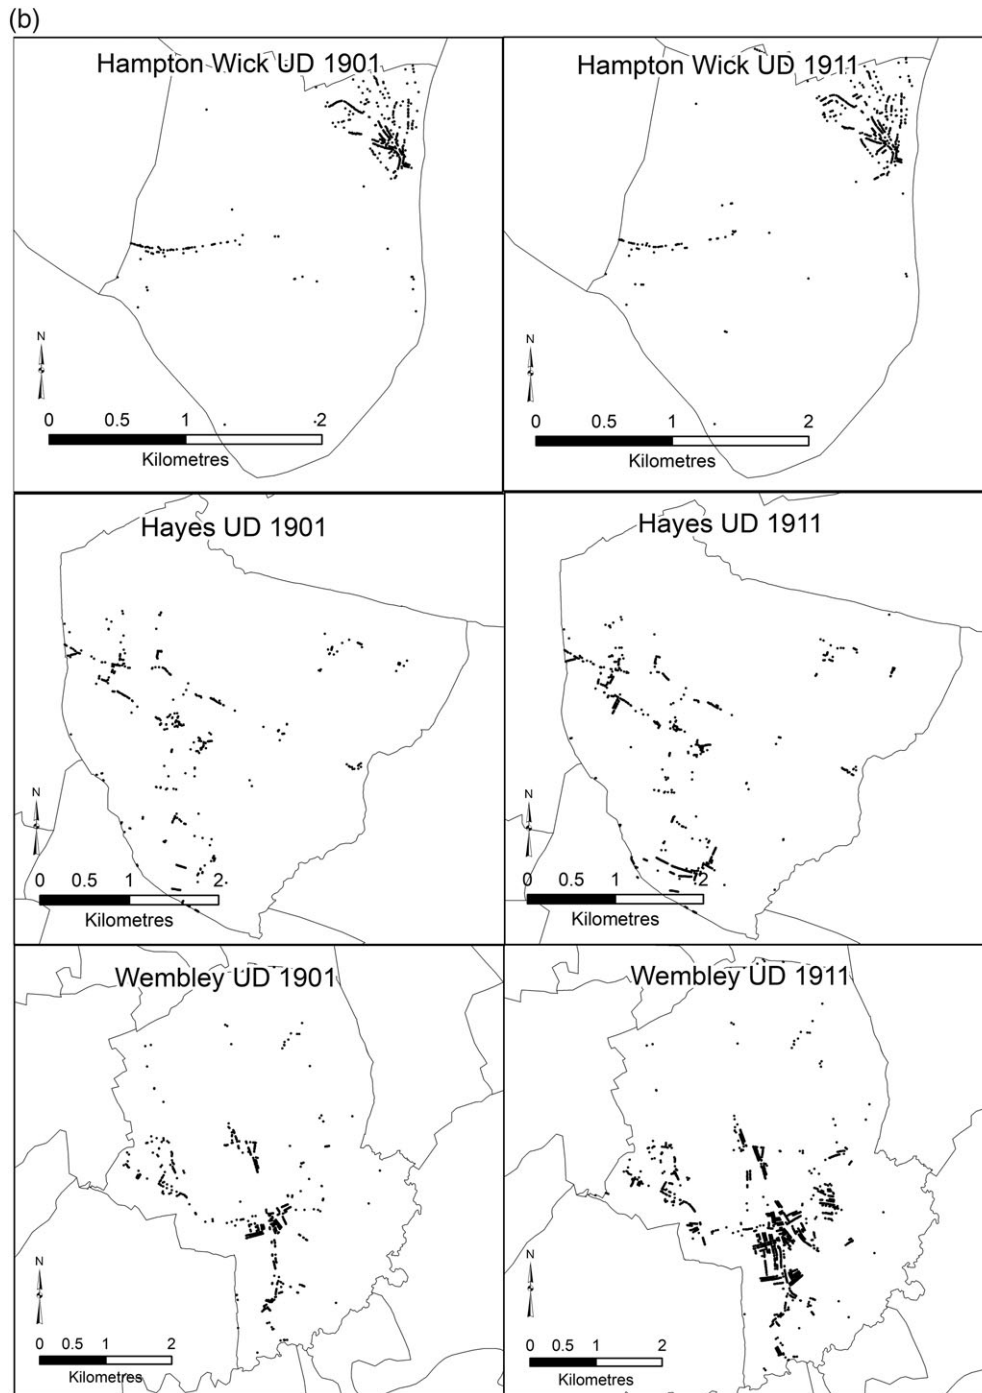 (b)
Hampton Wick UD 1901
N
0 0.5 1 2
Kilometres
Hampton Wick UD 1911
N
0 0.5 1 2
Kilometres
Hayes UD 1901
N
0 0.5 1 2
Kilometres
Hayes UD 1911
N
0 0.5 1 2
Kilometres
Wembley UD 1901
N
0 0.5 1 2
Kilometres
Wembley UD 1911
N
0 0.5 1 2
Kilometres